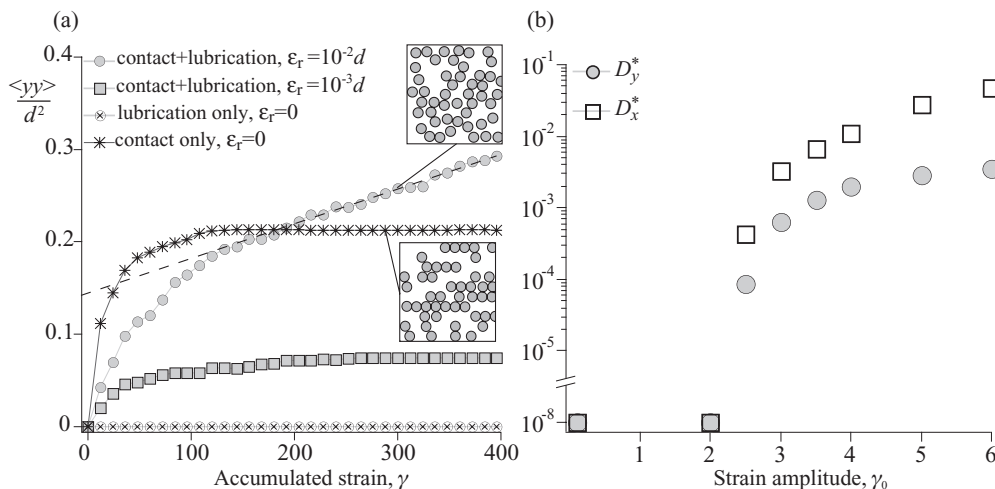 (a)
0.4
<yy>
d²
0.3
0.2
0.1
0
contact+lubrication, εᵣ=10⁻²d
contact+lubrication, εᵣ=10⁻³d
lubrication only, εᵣ=0
contact only, εᵣ=0
0 100 200 300 400
Accumulated strain, γ
(b)
10⁻¹
10⁻²
10⁻³
10⁻⁴
10⁻⁵
10⁻⁸
D*y
D*x
1 2 3 4 5 6
Strain amplitude, γ₀